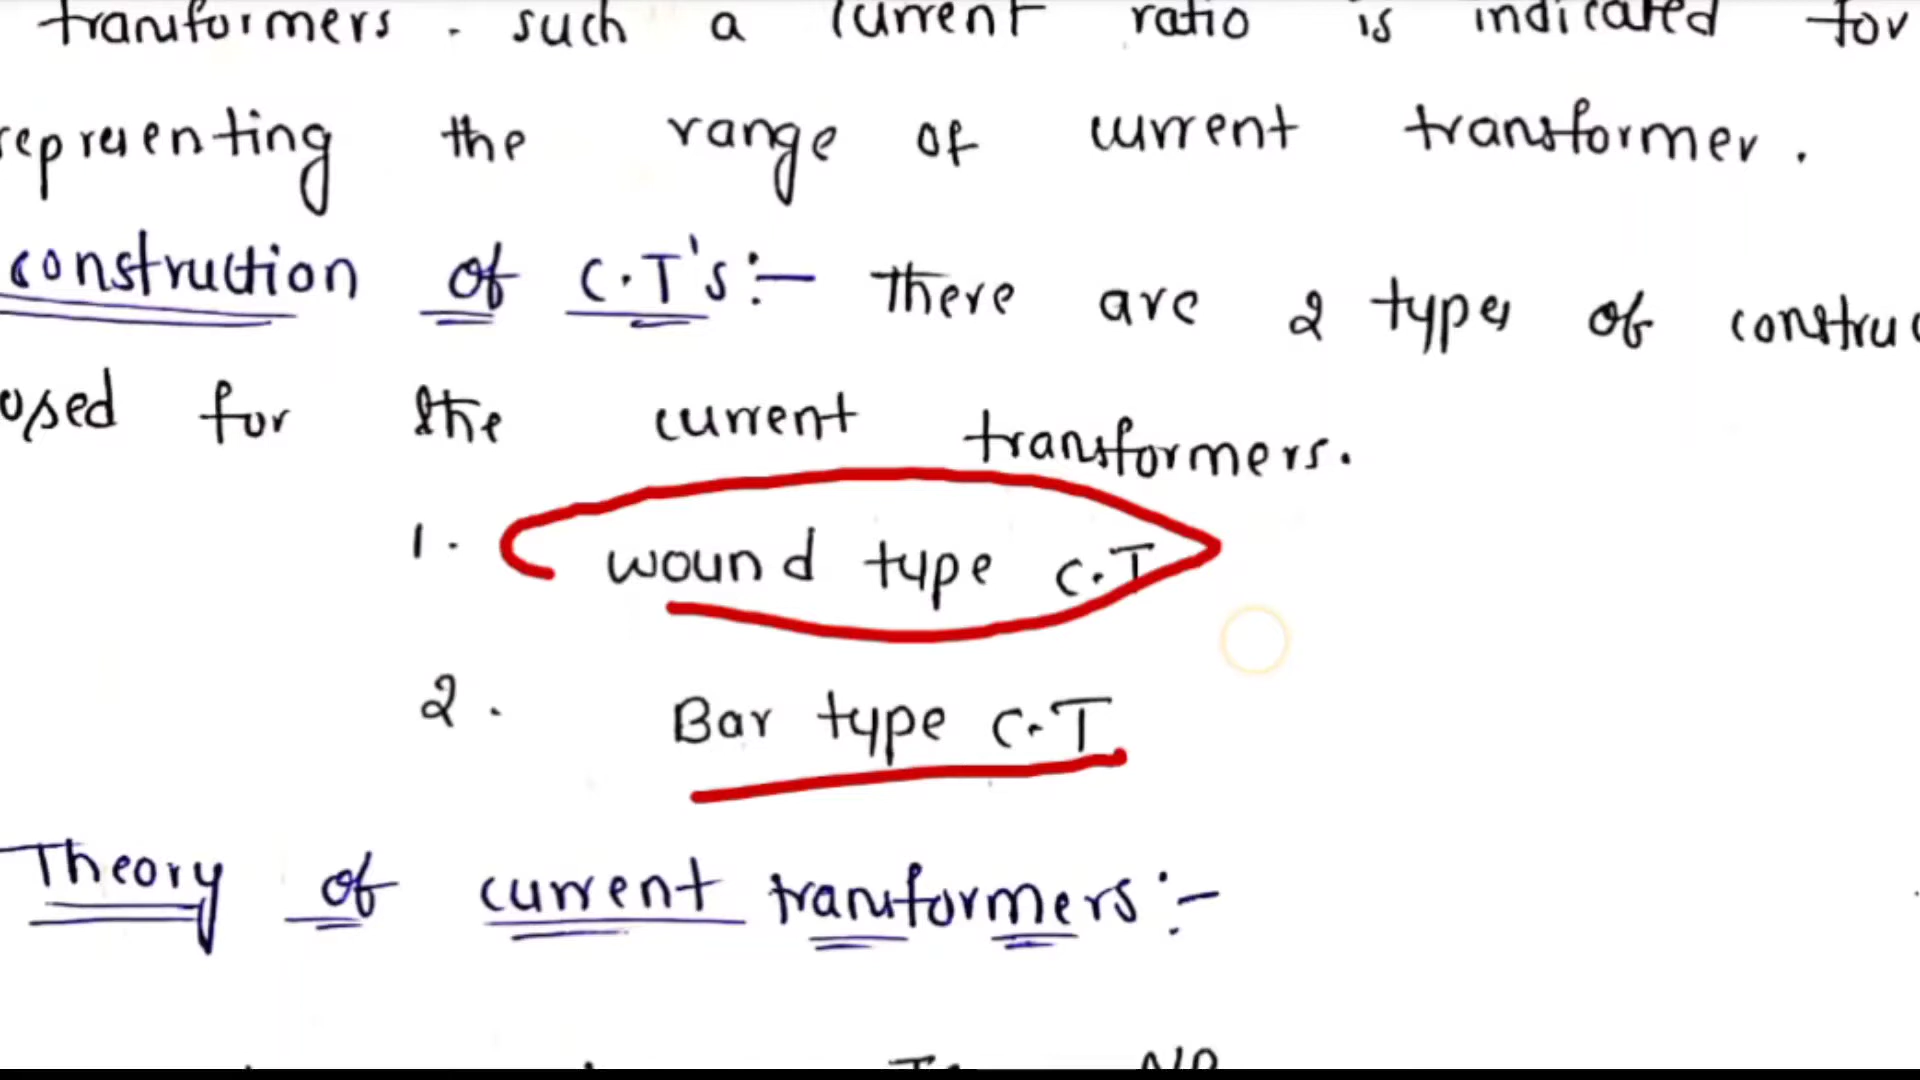 transformers. such a current ratio is indicated for
representing the range of current transformer.
construction of C.T's:- There are 2 types of construc
used for the current transformers.
1. wound type C.T
2. Bar type C.T
Theory of current transformers:-